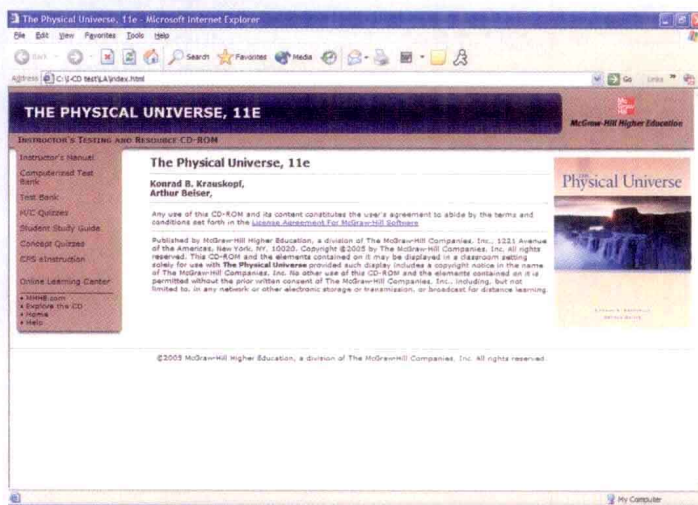 The Physical Universe, 11e - Microsoft Internet Explorer
File Edit View Favorites Tools Help
Back Search Favorites Media
Address C:\I-CD test\LA\index.html Go Links
THE PHYSICAL UNIVERSE, 11E
Mc Graw Hill
McGraw-Hill Higher Education
INSTRUCTOR'S TESTING AND RESOURCE CD-ROM
Instructor's Manual
Computerized Test
Bank
Test Bank
H/C Quizzes
Student Study Guide
Concept Quizzes
CPS eInstruction
Online Learning Center
• MHHE.com
• Explore the CD
• Home
• Help
The Physical Universe, 11e
Konrad B. Krauskopf,
Arthur Beiser,
Any use of this CD-ROM and its content constitutes the user's agreement to abide by the terms and
conditions set forth in the License Agreement For McGraw-Hill Software
Published by McGraw-Hill Higher Education, a division of The McGraw-Hill Companies, Inc., 1221 Avenue
of the Americas, New York, NY, 10020. Copyright ©2005 by The McGraw-Hill Companies, Inc. All rights
reserved. This CD-ROM and the elements contained on it may be displayed in a classroom setting
solely for use with The Physical Universe provided such display includes a copyright notice in the name
of The McGraw-Hill Companies, Inc. No other use of this CD-ROM and the elements contained on it is
permitted without the prior written consent of The McGraw-Hill Companies, Inc., including, but not
limited to, in any network or other electronic storage or transmission, or broadcast for distance learning.
Physical Universe
©2005 McGraw-Hill Higher Education, a division of The McGraw-Hill Companies, Inc. All rights reserved.
My Computer